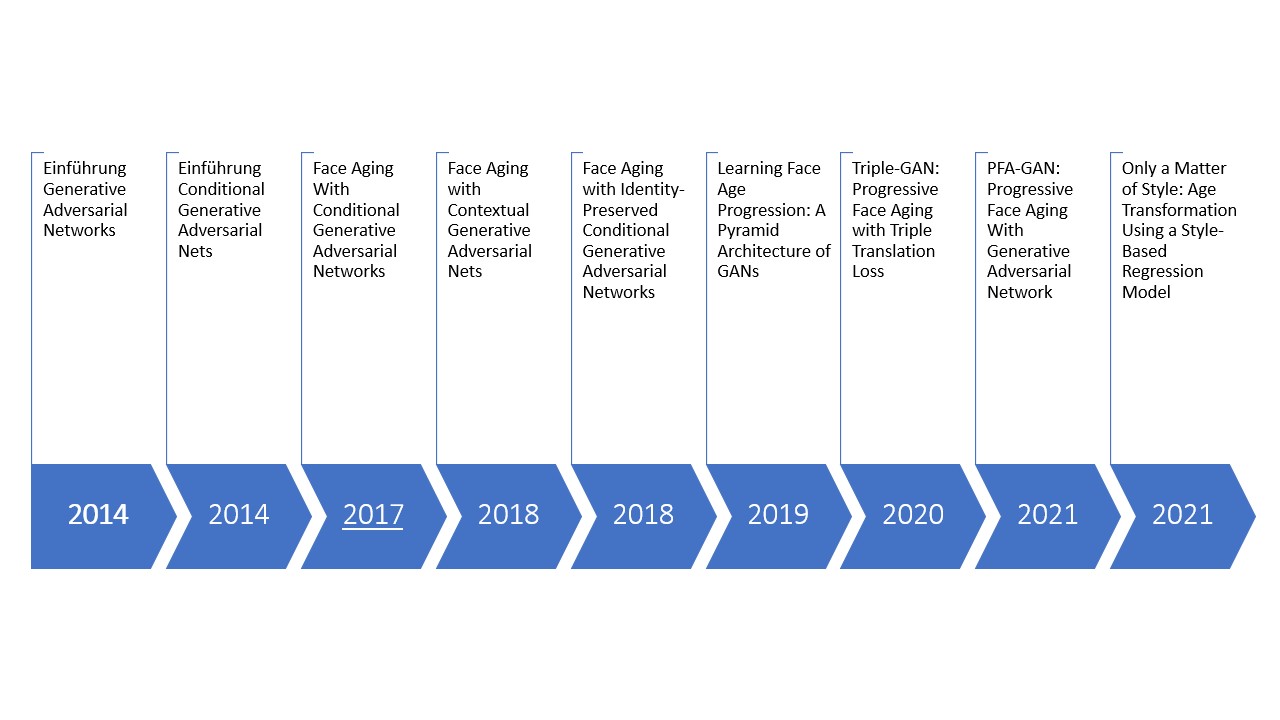 Einführung
Generative
Adversarial
Networks
Einführung
Conditional
Generative
Adversarial
Nets
Face Aging
With
Conditional
Generative
Adversarial
Networks
Face Aging
with
Contextual
Generative
Adversarial
Nets
Face Aging
with Identity-
Preserved
Conditional
Generative
Adversarial
Networks
Learning Face
Age
Progression: A
Pyramid
Architecture of
GANs
Triple-GAN:
Progressive
Face Aging
with Triple
Translation
Loss
PFA-GAN:
Progressive
Face Aging
With
Generative
Adversarial
Network
Only a Matter
of Style: Age
Transformation
Using a Style-
Based
Regression
Model
2014
2014
2017
2018
2018
2019
2020
2021
2021